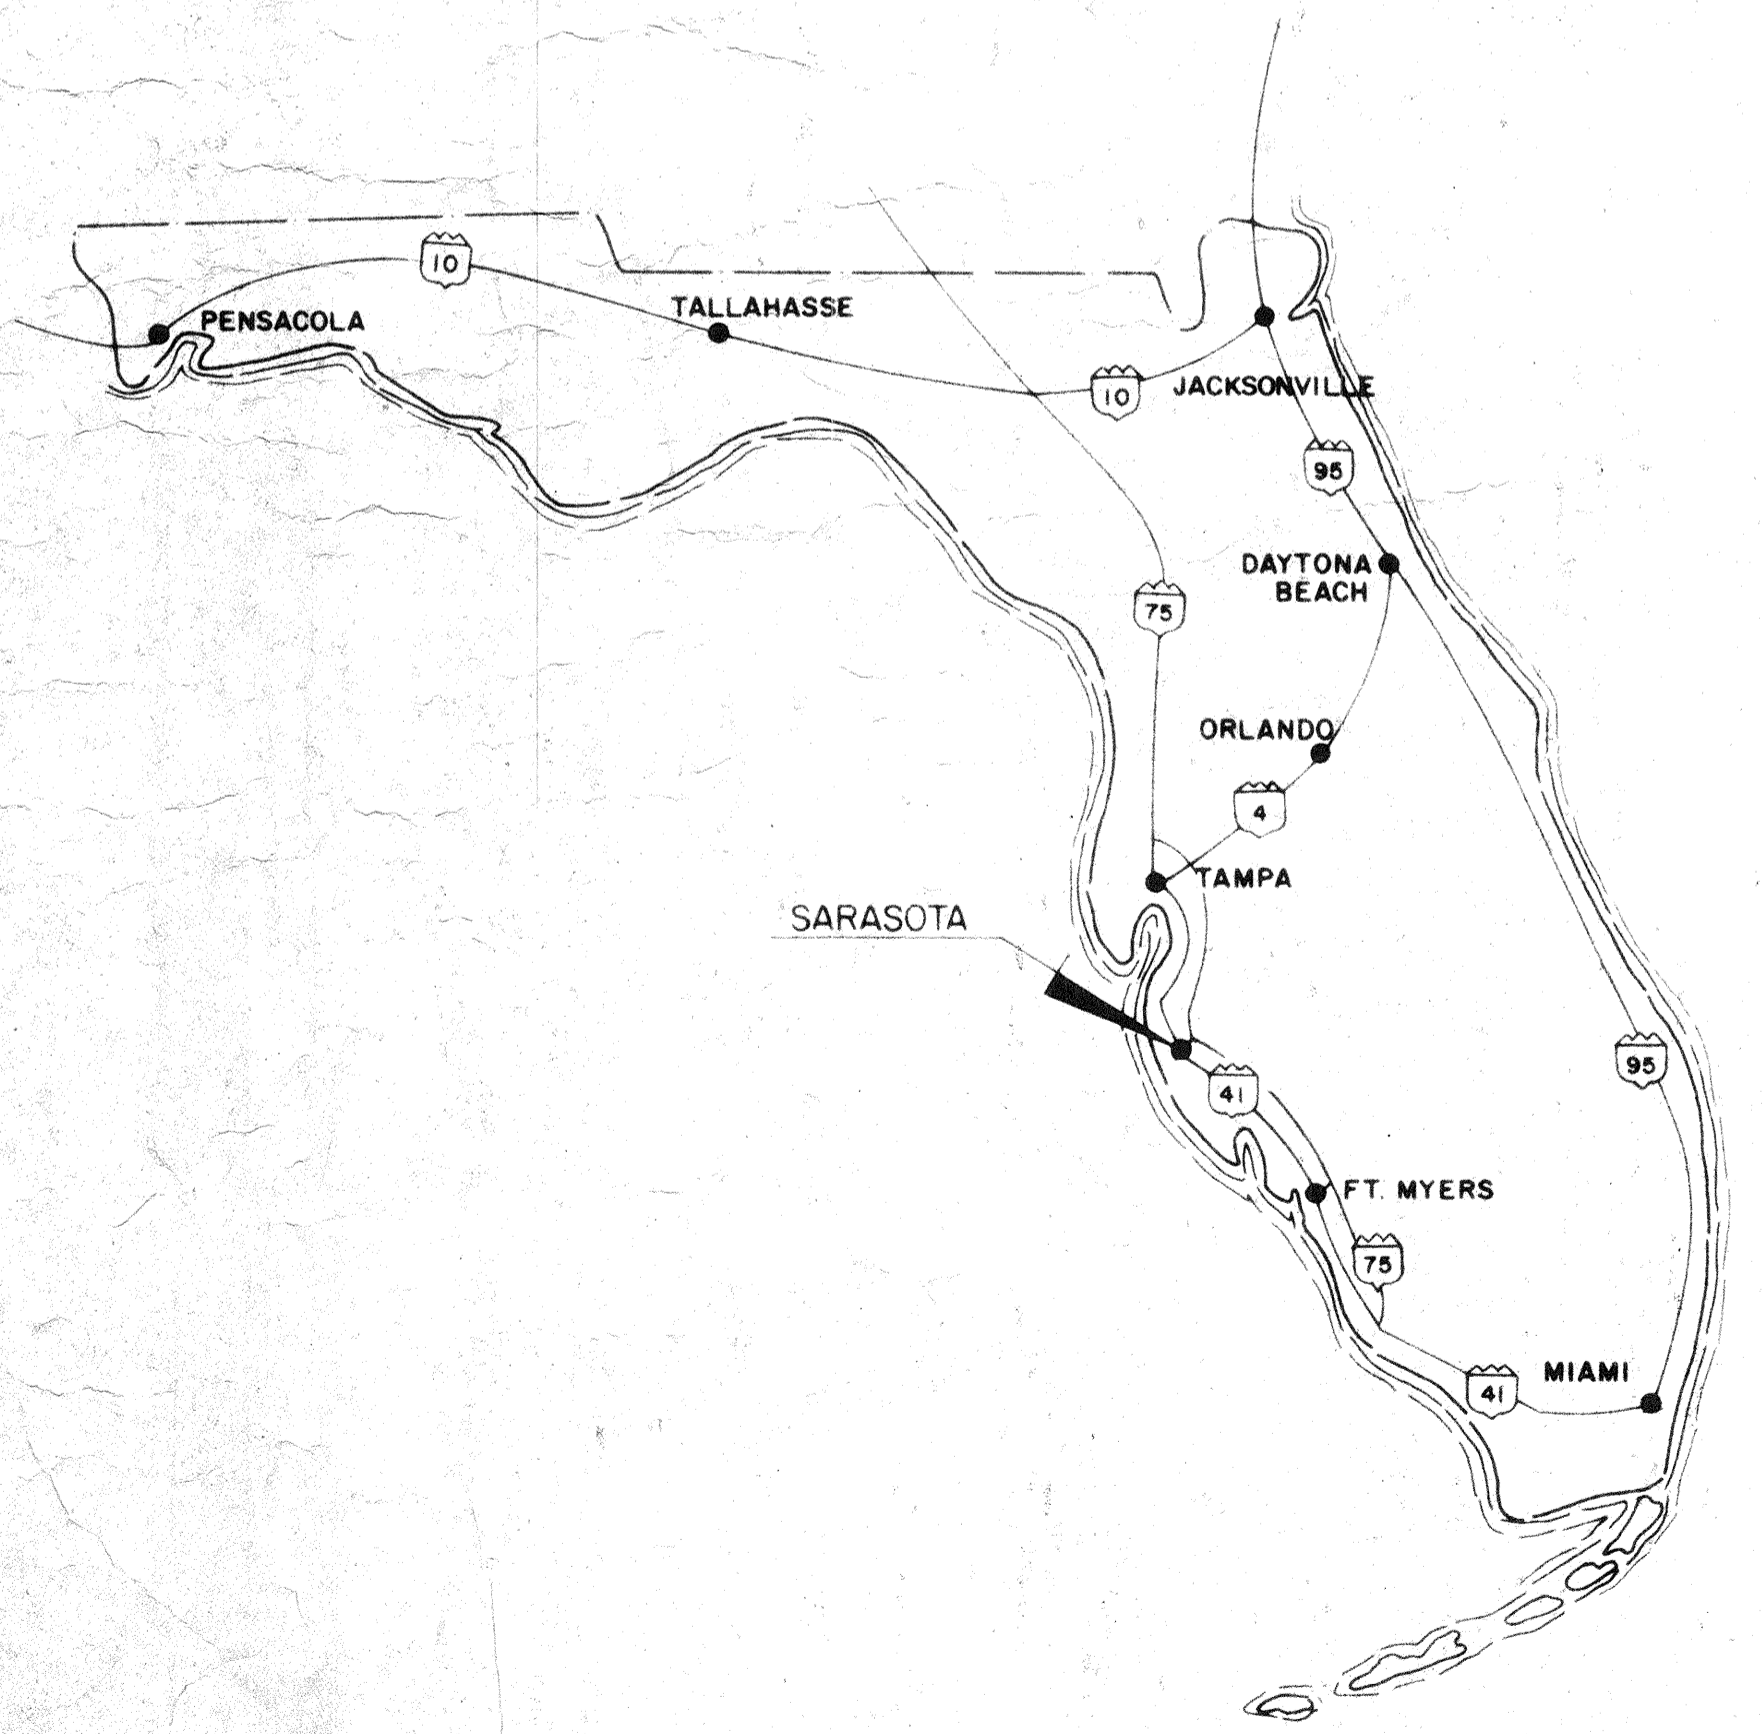 10
TALLAHASSE
PENSACOLA
10
JACKSONVILLE
95
DAYTONA
BEACH
75
ORLANDO
4
TAMPA
SARASOTA
95
41
FT. MYERS
75
MIAMI
41